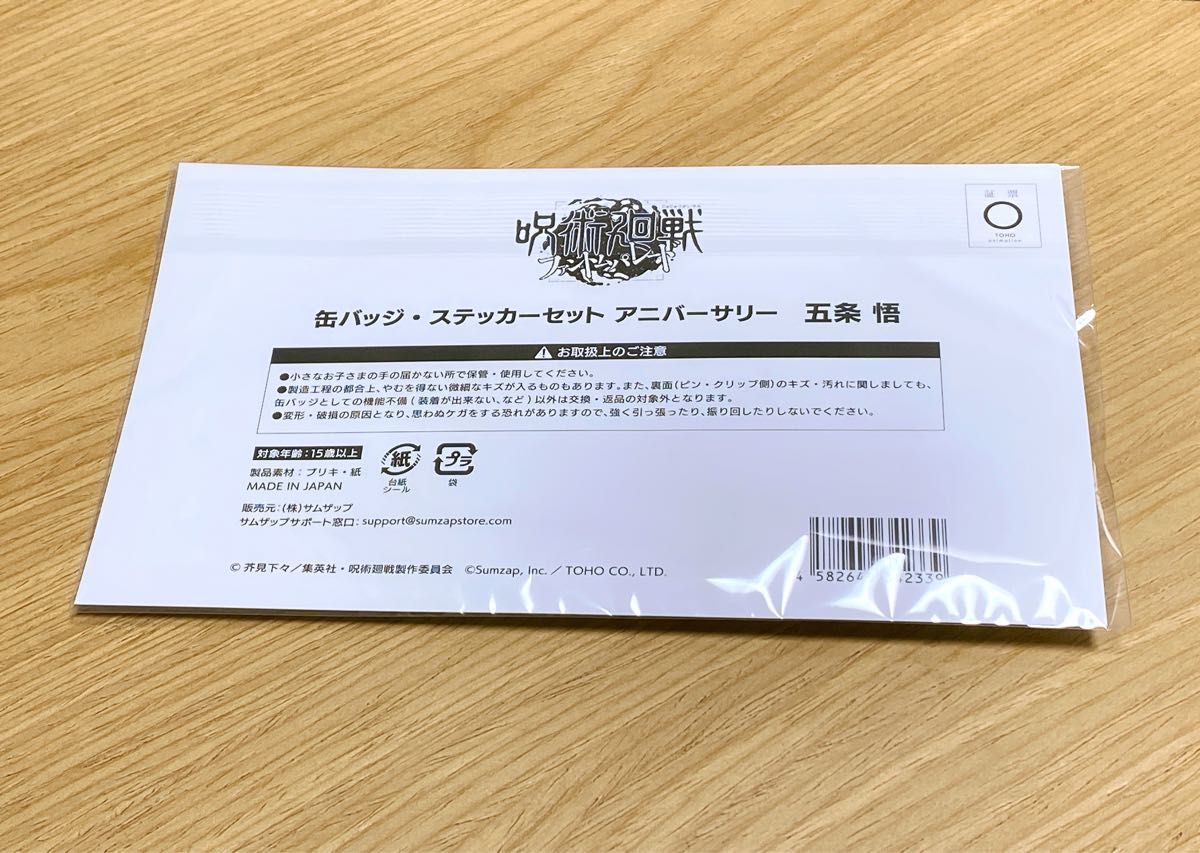 証 票
TOHO
animation
呪術廻戦
ファントムパレード
缶バッジ・ステッカーセット アニバーサリー 五条 悟
お取扱上のご注意
●小さなお子さまの手の届かない所で保管・使用してください。
●製造工程の都合上、やむを得ない微細なキズが入るものもあります。また、裏面(ピン・クリップ側)のキズ・汚れに関しましても、
缶バッジとしての機能不備(装着が出来ない、など)以外は交換・返品の対象外となります。
●変形・破損の原因となり、思わぬケガをする恐れがありますので、強く引っ張ったり、振り回したりしないでください。
対象年齢:15歳以上
製品素材:ブリキ・紙
MADE IN JAPAN
紙
台紙
シール
プラ
袋
販売元:(株)サムザップ
サムザップサポート窓口:support@sumzapstore.com
©芥見下々/集英社・呪術廻戦製作委員会 ©Sumzap, Inc. / TOHO CO., LTD.